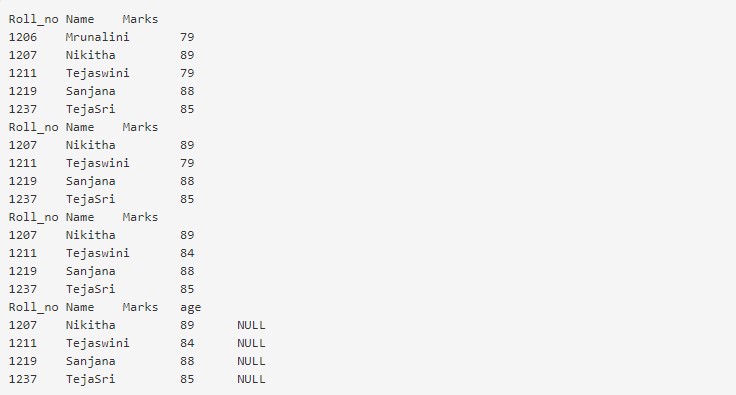 Roll_no Name Marks
1206 Mrunalini 79
1207 Nikitha 89
1211 Tejaswini 79
1219 Sanjana 88
1237 TejaSri 85
Roll_no Name Marks
1207 Nikitha 89
1211 Tejaswini 79
1219 Sanjana 88
1237 TejaSri 85
Roll_no Name Marks
1207 Nikitha 89
1211 Tejaswini 84
1219 Sanjana 88
1237 TejaSri 85
Roll_no Name Marks age
1207 Nikitha 89 NULL
1211 Tejaswini 84 NULL
1219 Sanjana 88 NULL
1237 TejaSri 85 NULL